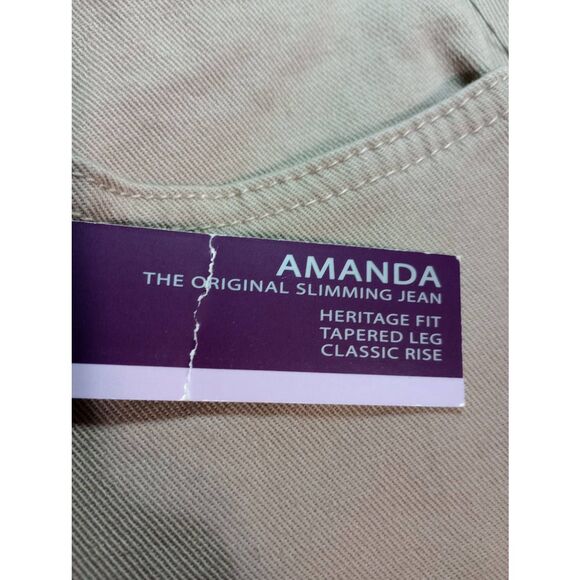 AMANDA
THE ORIGINAL SLIMMING JEAN
HERITAGE FIT
TAPERED LEG
CLASSIC RISE